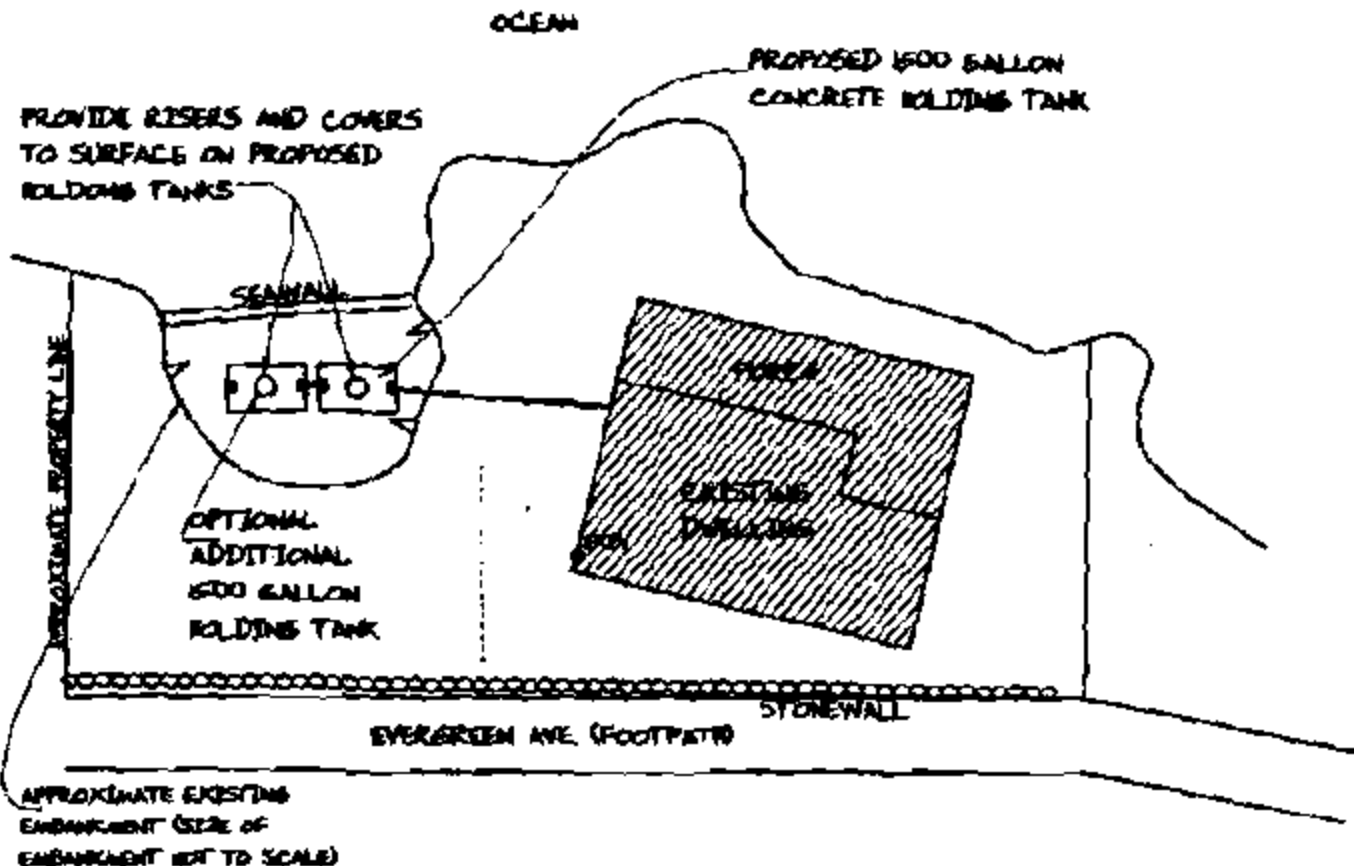 OCEAN
PROPOSED 1500 GALLON
CONCRETE HOLDING TANK
PROVIDE RISERS AND COVERS
TO SURFACE ON PROPOSED
HOLDING TANKS
SEAWALL
APPROXIMATE PROPERTY LINE
PORCH
EXISTING
DWELLING
OPTIONAL
ADDITIONAL
1500 GALLON
HOLDING TANK
STONEWALL
EVERGREEN AVE. (FOOTPATH)
APPROXIMATE EXISTING
EMBANKMENT (SIZE OF
EMBANKMENT NOT TO SCALE)